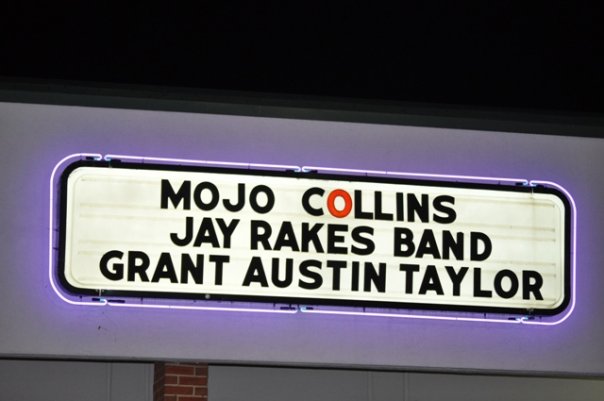 MOJO COLLINS
JAY RAKES BAND
GRANT AUSTIN TAYLOR